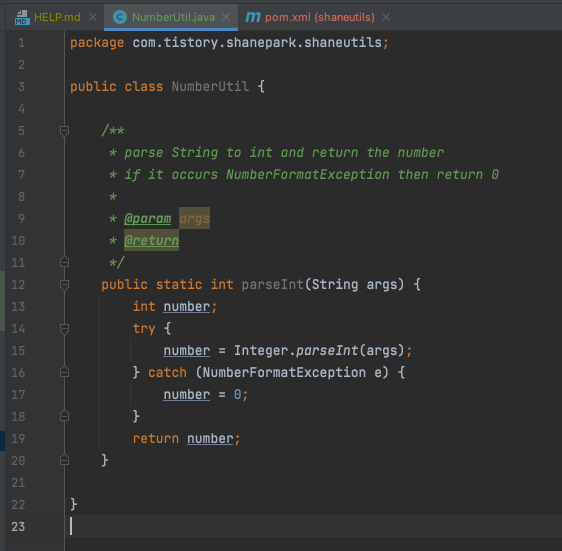 HELP.md × NumberUtil.java × pom.xml (shaneutils) ×
1 package com.tistory.shanepark.shaneutils;
2
3 public class NumberUtil {
4
5 /**
6 * parse String to int and return the number
7 * if it occurs NumberFormatException then return 0
8 *
9 * @param args
10 * @return
11 */
12 public static int parseInt(String args) {
13 int number;
14 try {
15 number = Integer.parseInt(args);
16 } catch (NumberFormatException e) {
17 number = 0;
18 }
19 return number;
20 }
21
22 }
23